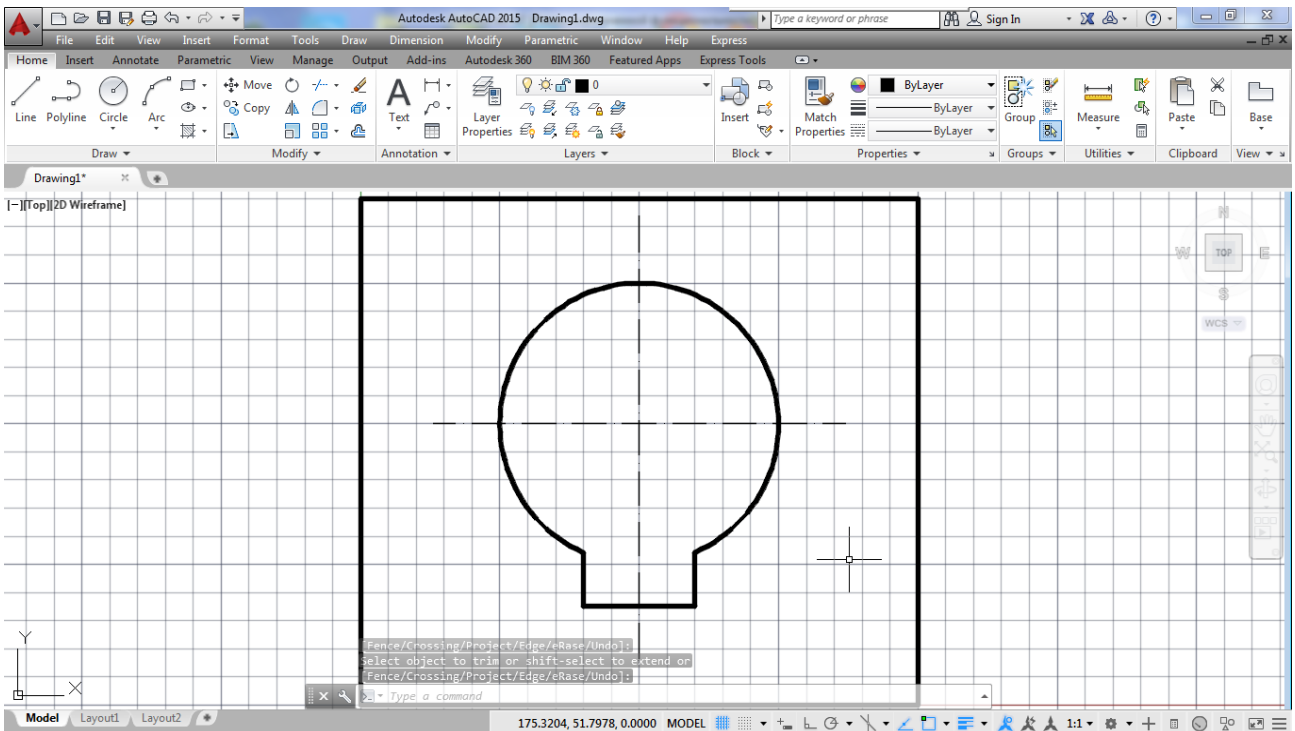 Autodesk AutoCAD 2015 Drawing1.dwg Type a keyword or phrase Sign In
File Edit View Insert Format Tools Draw Dimension Modify Parametric Window Help Express
Home Insert Annotate Parametric View Manage Output Add-ins Autodesk 360 BIM 360 Featured Apps Express Tools
Line Polyline Circle Arc Move Copy Text Layer Properties 0 Insert Match Properties ByLayer ByLayer ByLayer Group Measure Paste Base
Draw Modify Annotation Layers Block Properties Groups Utilities Clipboard View
Drawing1*
[−][Top][2D Wireframe]
N
W TOP E
S
WCS
Y
X
[Fence/Crossing/Project/Edge/eRase/Undo]:
Select object to trim or shift-select to extend or
[Fence/Crossing/Project/Edge/eRase/Undo]:
Type a command
Model Layout1 Layout2 175.3204, 51.7978, 0.0000 MODEL 1:1